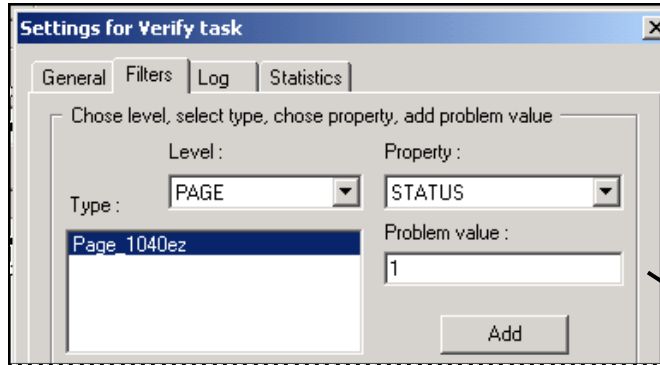 Settings for Verify task
General Filters Log Statistics
Chose level, select type, chose property, add problem value
Level : Property :
Type : PAGE STATUS
Page_1040ez Problem value :
1
Add